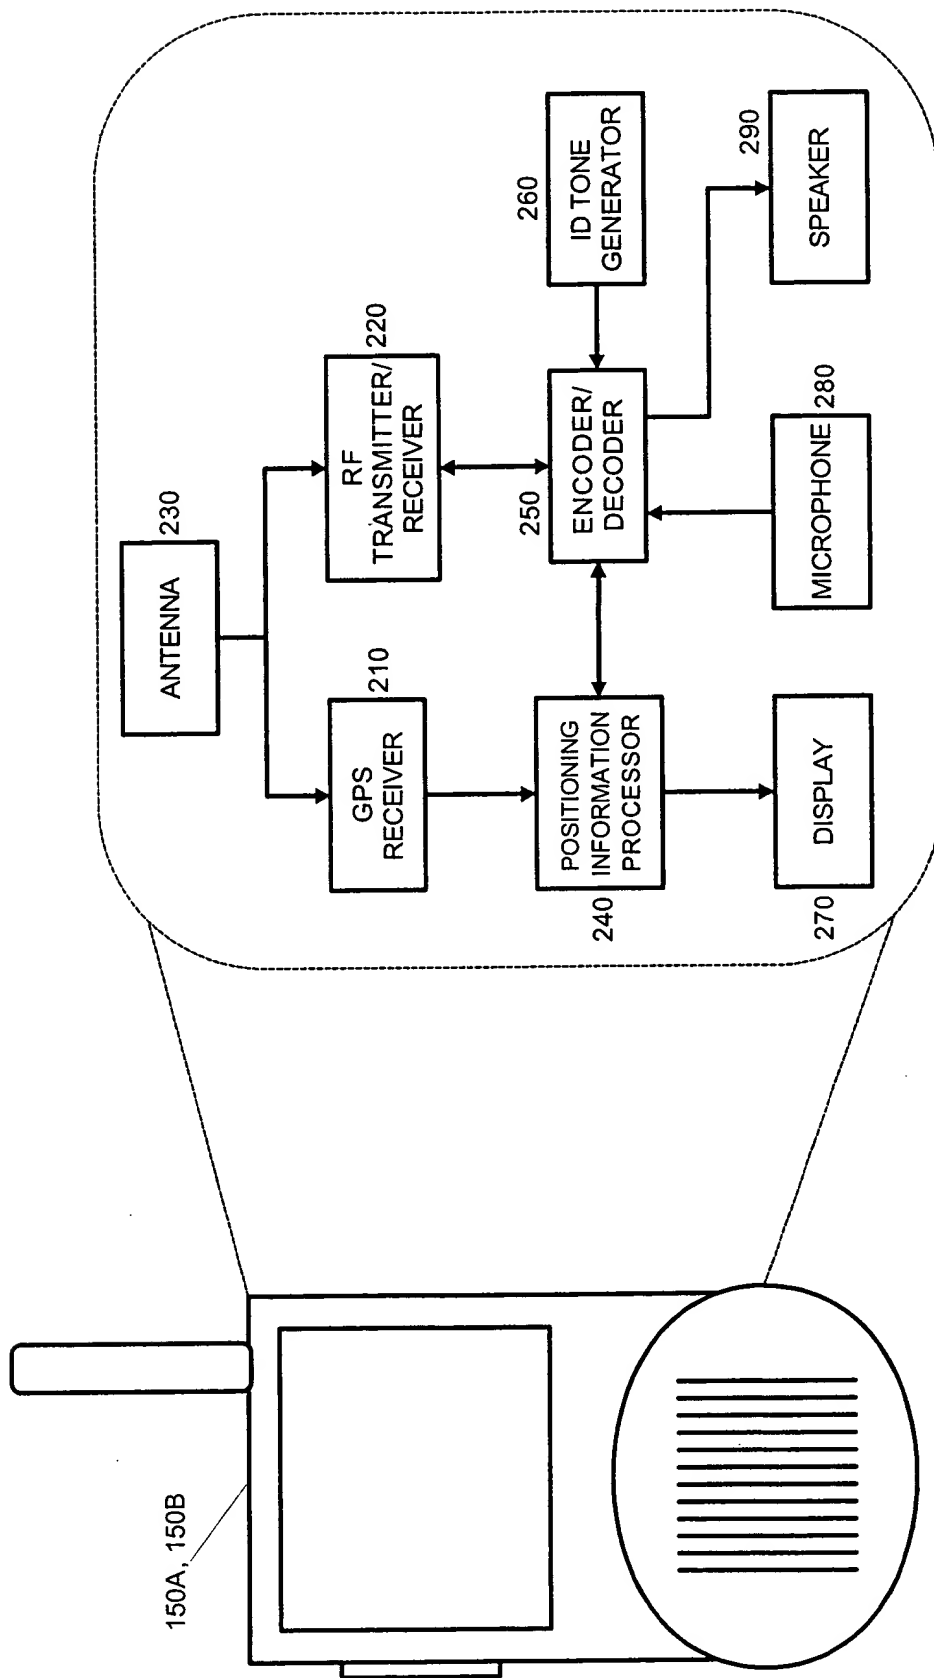 150A, 150B
ANTENNA
230
GPS
RECEIVER
210
RF
TRANSMITTER/
RECEIVER
220
POSITIONING
INFORMATION
PROCESSOR
240
250
ENCODER/
DECODER
260
ID TONE
GENERATOR
DISPLAY
270
MICROPHONE
280
290
SPEAKER